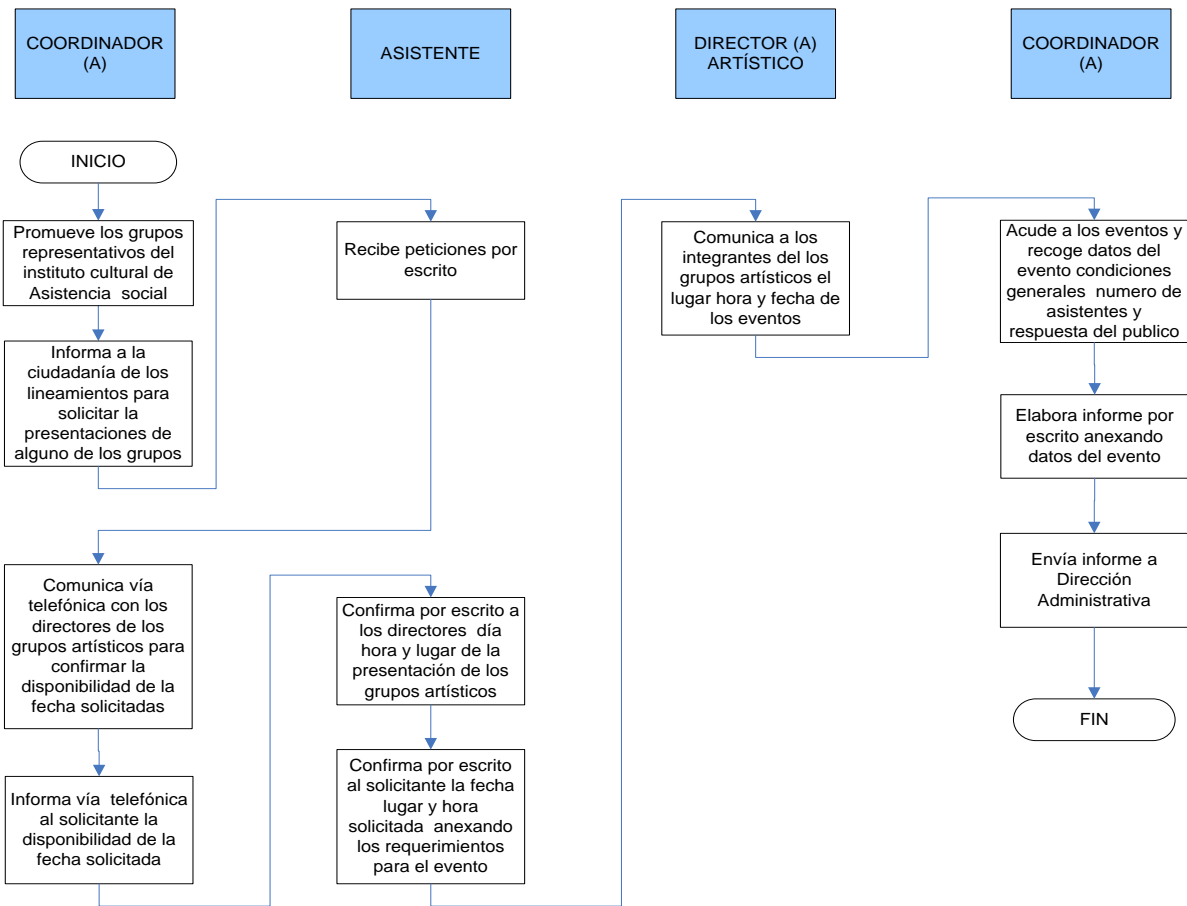 COORDINADOR
(A)
ASISTENTE
DIRECTOR (A)
ARTÍSTICO
COORDINADOR
(A)
INICIO
Promueve los grupos
representativos del
instituto cultural de
Asistencia social
Informa a la
ciudadanía de los
lineamientos para
solicitar la
presentaciones de
alguno de los grupos
Recibe peticiones por
escrito
Comunica vía
telefónica con los
directores de los
grupos artísticos para
confirmar la
disponibilidad de la
fecha solicitadas
Informa vía telefónica
al solicitante la
disponibilidad de la
fecha solicitada
Confirma por escrito a
los directores día
hora y lugar de la
presentación de los
grupos artísticos
Confirma por escrito
al solicitante la fecha
lugar y hora
solicitada anexando
los requerimientos
para el evento
Comunica a los
integrantes del los
grupos artísticos el
lugar hora y fecha de
los eventos
Acude a los eventos y
recoge datos del
evento condiciones
generales numero de
asistentes y
respuesta del publico
Elabora informe por
escrito anexando
datos del evento
Envía informe a
Dirección
Administrativa
FIN